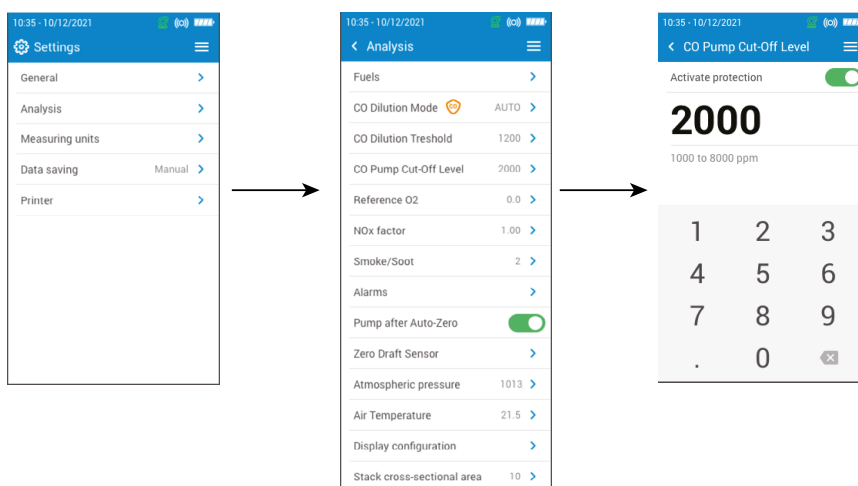 10:35 - 10/12/2021
Settings
General
Analysis
Measuring units
Data saving Manual
Printer
10:35 - 10/12/2021
Analysis
Fuels
CO Dilution Mode CO AUTO
CO Dilution Treshold 1200
CO Pump Cut-Off Level 2000
Reference O2 0.0
NOx factor 1.00
Smoke/Soot 2
Alarms
Pump after Auto-Zero
Zero Draft Sensor
Atmospheric pressure 1013
Air Temperature 21.5
Display configuration
Stack cross-sectional area 10
10:35 - 10/12/2021
CO Pump Cut-Off Level
Activate protection
2000
1000 to 8000 ppm
1 2 3
4 5 6
7 8 9
. 0